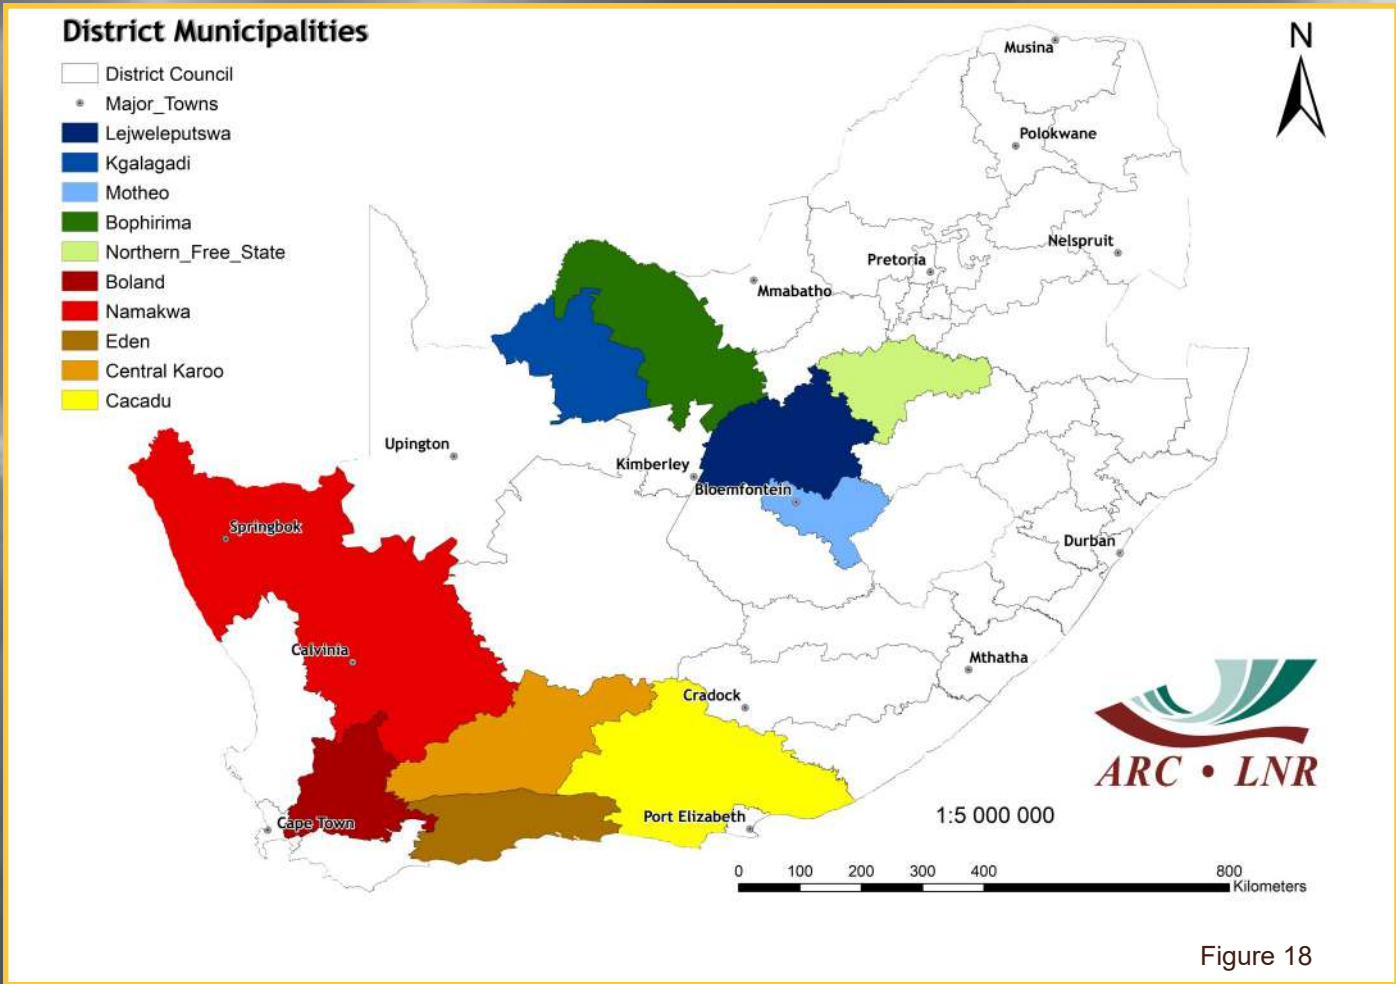 District Municipalities
District Council
Major_Towns
Lejweleputswa
Kgalagadi
Motheo
Bophirima
Northern_Free_State
Boland
Namakwa
Eden
Central Karoo
Cacadu
N
Musina
Polokwane
Nelspruit
Pretoria
Mmabatho
Upington
Kimberley
Bloemfontein
Springbok
Durban
Calvinia
Mthatha
Cradock
Port Elizabeth
Cape Town
ARC • LNR
1:5 000 000
0 100 200 300 400 800
Kilometers
Figure 18